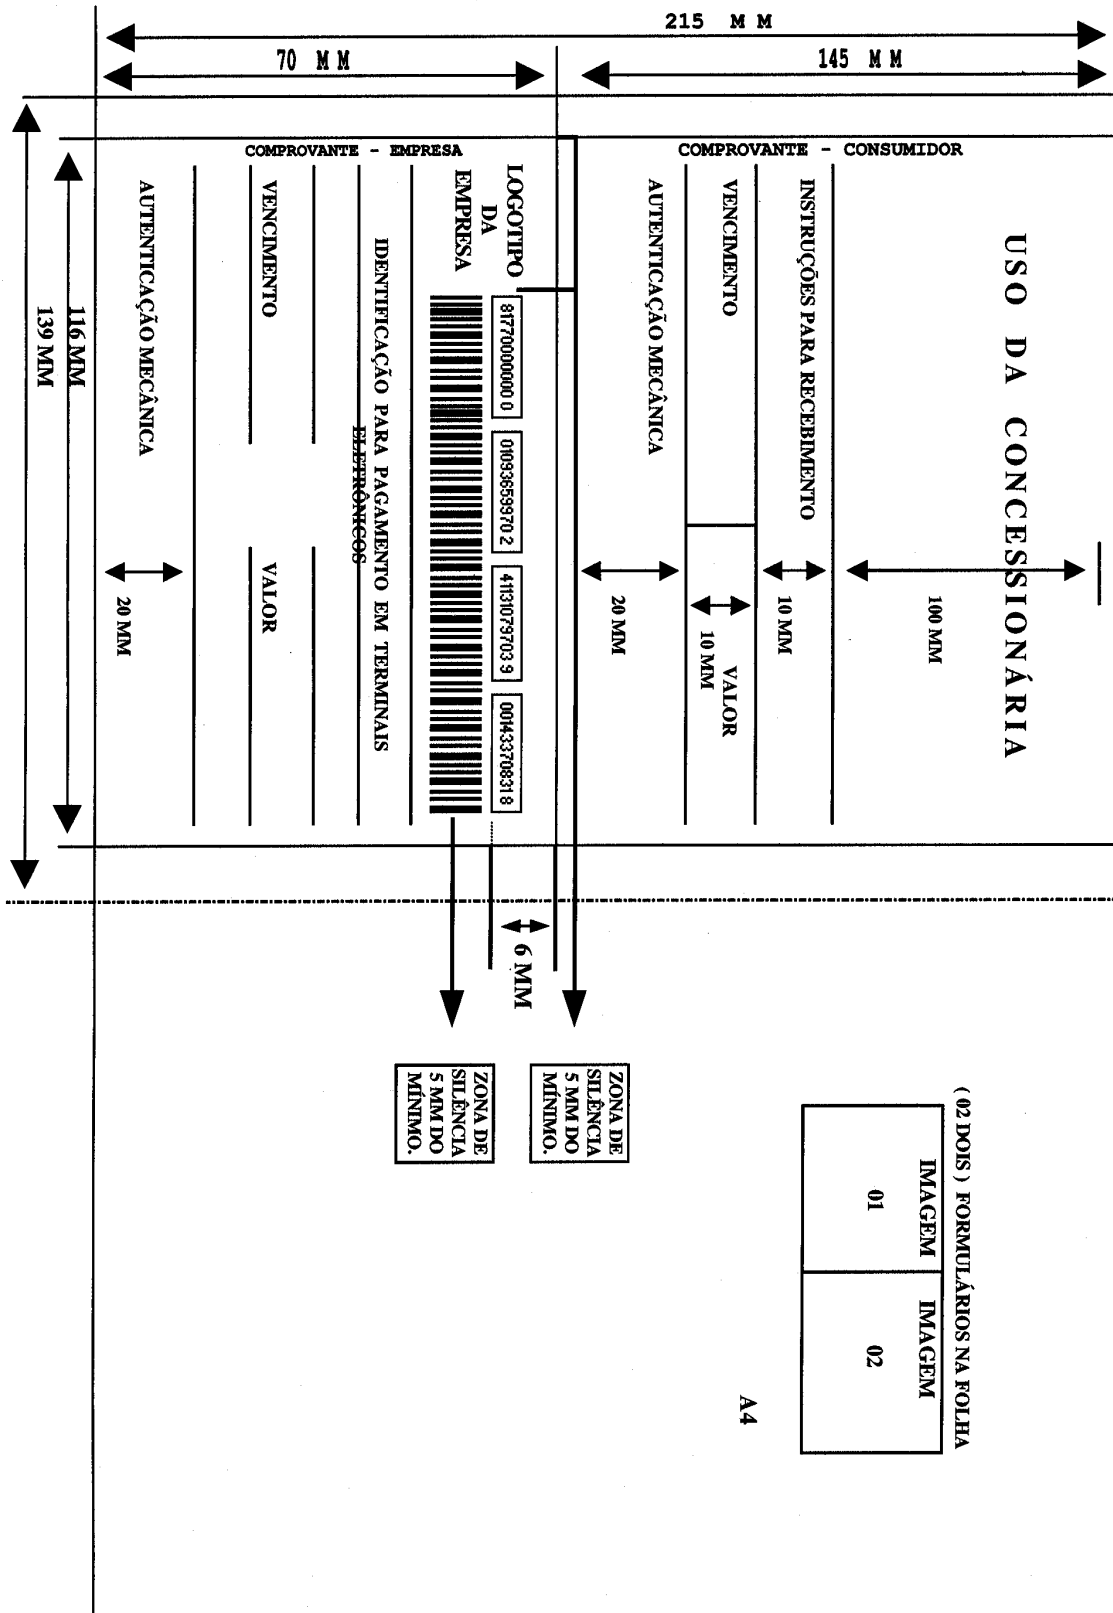 215 M M
70 M M
145 M M
COMPROVANTE - EMPRESA
COMPROVANTE - CONSUMIDOR
USO DA CONCESSIONÁRIA
100 MM
INSTRUÇÕES PARA RECEBIMENTO
10 MM
VENCIMENTO
VALOR
10 MM
AUTENTICAÇÃO MECÂNICA
20 MM
LOGOTIPO
DA
EMPRESA
81770000000 0
01093659970 2
41131079703 9
00143370831 8
IDENTIFICAÇÃO PARA PAGAMENTO EM TERMINAIS
ELETRÔNICOS
VENCIMENTO
VALOR
AUTENTICAÇÃO MECÂNICA
20 MM
116 MM
139 MM
6 MM
ZONA DE
SILÊNCIA
5 MM DO
MÍNIMO.
ZONA DE
SILÊNCIA
5 MM DO
MÍNIMO.
( 02 DOIS ) FORMULÁRIOS NA FOLHA
IMAGEM
01
IMAGEM
02
A4